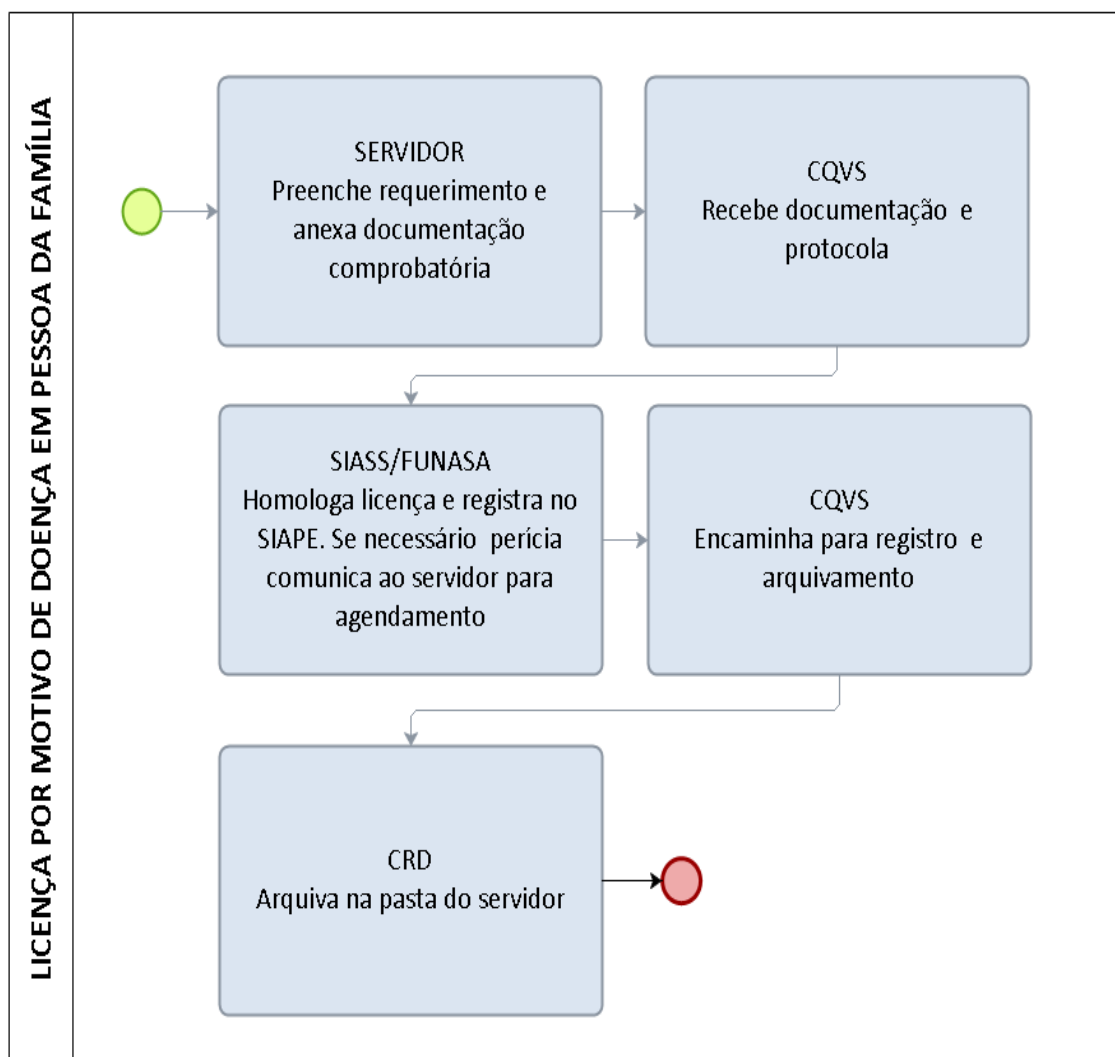 LICENÇA POR MOTIVO DE DOENÇA EM PESSOA DA FAMÍLIA
SERVIDOR
Preenche requerimento e
anexa documentação
comprobatória
CQVS
Recebe documentação e
protocola
SIASS/FUNASA
Homologa licença e registra no
SIAPE. Se necessário perícia
comunica ao servidor para
agendamento
CQVS
Encaminha para registro e
arquivamento
CRD
Arquiva na pasta do servidor